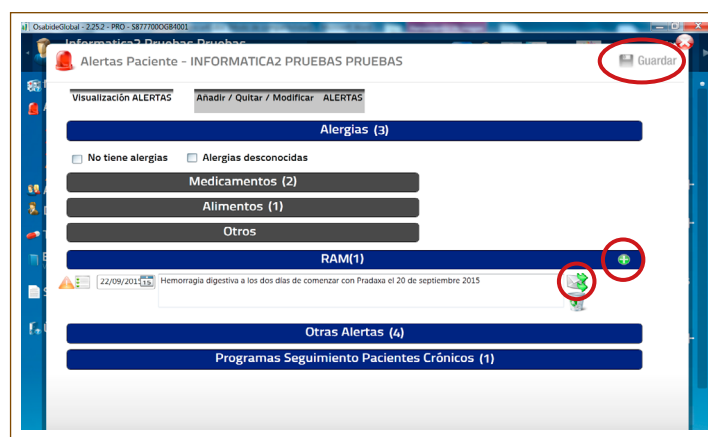 OsabideGlobal - 2.25.2 - PRO - S877700OG84001
Informatica2 Pruebas Pruebas
Alertas Paciente - INFORMATICA2 PRUEBAS PRUEBAS
Guardar
Visualización ALERTAS
Añadir / Quitar / Modificar ALERTAS
Alergias (3)
No tiene alergias
Alergias desconocidas
Medicamentos (2)
Alimentos (1)
Otros
RAM(1)
22/09/2015
15
Hemorragia digestiva a los dos días de comenzar con Pradaxa el 20 de septiembre 2015
Otras Alertas (4)
Programas Seguimiento Pacientes Crónicos (1)